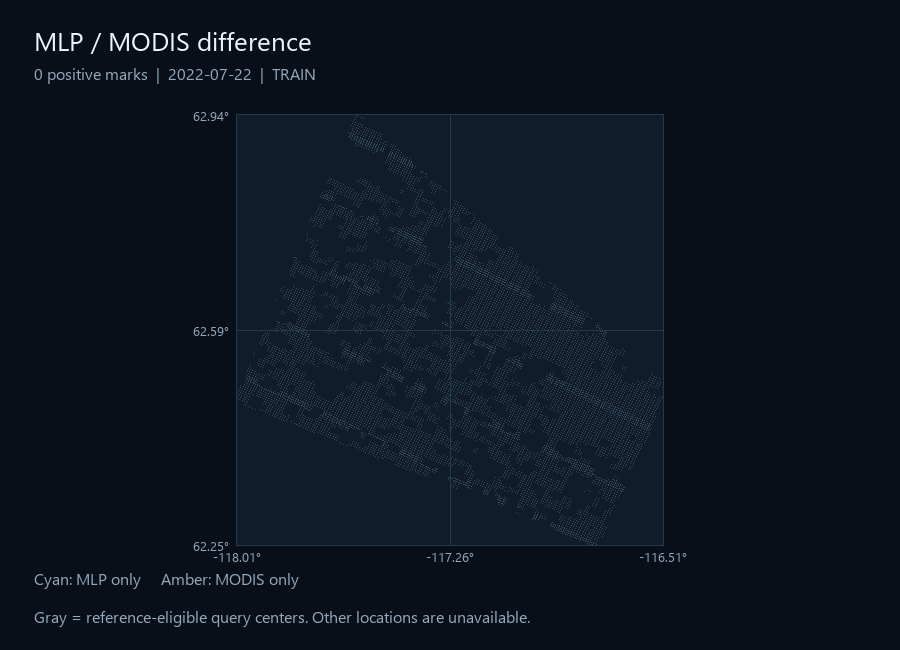 MLP / MODIS difference
0 positive marks | 2022-07-22 | TRAIN
62.94°
62.59°
62.25°
-118.01° -117.26° -116.51°
Cyan: MLP only Amber: MODIS only
Gray = reference-eligible query centers. Other locations are unavailable.